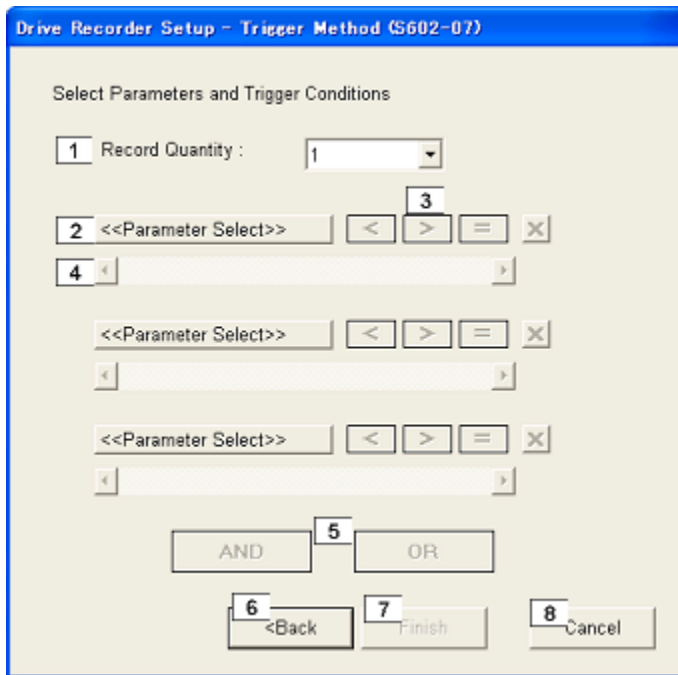 Drive Recorder Setup - Trigger Method (S602-07)
Select Parameters and Trigger Conditions
1 Record Quantity : 1
3
2 <<Parameter Select>> < > = X
4
<<Parameter Select>> < > = X
<<Parameter Select>> < > = X
5
AND OR
6 7 8
<Back Finish Cancel